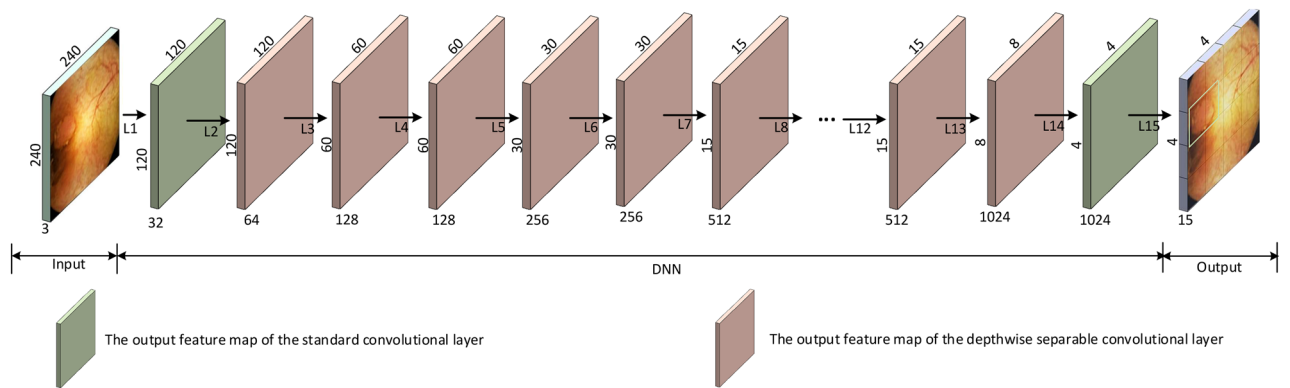 240 120 120 60 60 30 30 15 15 8 4 4
L1 L2 L3 L4 L5 L6 L7 L8 ... L12 L13 L14 L15
240 120 120 60 60 30 30 15 15 8 4 4
3 32 64 128 128 256 256 512 512 1024 1024 15
Input DNN Output
The output feature map of the standard convolutional layer
The output feature map of the depthwise separable convolutional layer